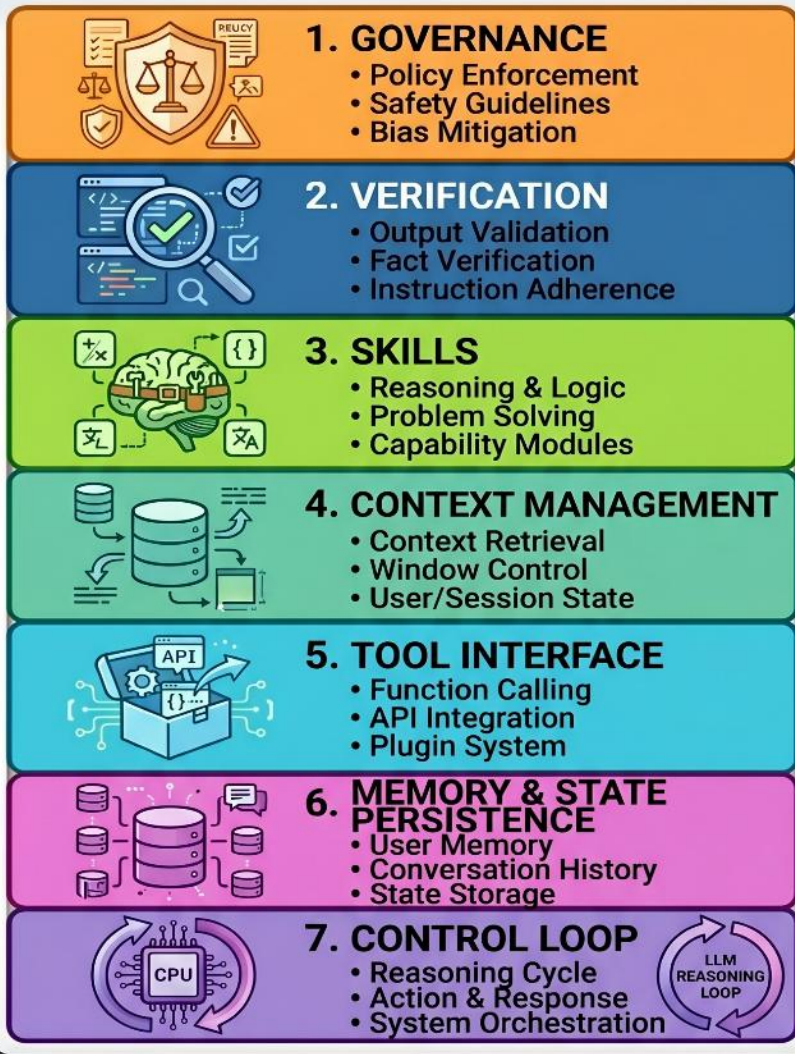 PEUCY
1. GOVERNANCE
• Policy Enforcement
• Safety Guidelines
• Bias Mitigation
</>
</
2. VERIFICATION
• Output Validation
• Fact Verification
• Instruction Adherence
+/×
{ }
文A
3. SKILLS
• Reasoning & Logic
• Problem Solving
• Capability Modules
4. CONTEXT MANAGEMENT
• Context Retrieval
• Window Control
• User/Session State
API
{}...
5. TOOL INTERFACE
• Function Calling
• API Integration
• Plugin System
6. MEMORY & STATE
PERSISTENCE
• User Memory
• Conversation History
• State Storage
CPU
7. CONTROL LOOP
• Reasoning Cycle
• Action & Response
• System Orchestration
LLM
REASONING
LOOP